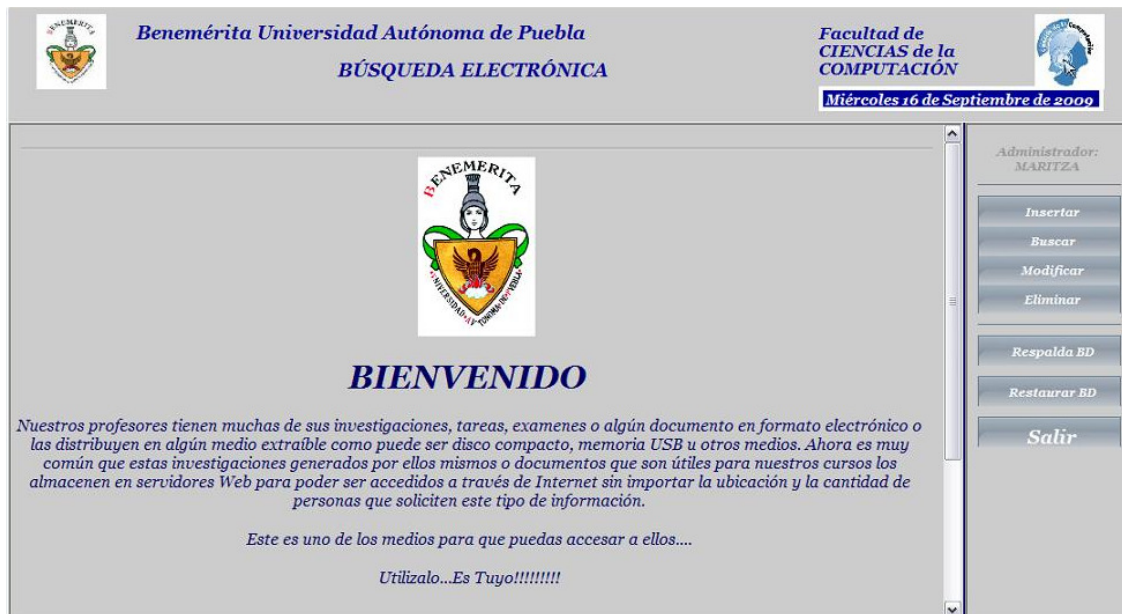 BENEMERITA
Benemérita Universidad Autónoma de Puebla
BÚSQUEDA ELECTRÓNICA
Facultad de
CIENCIAS de la
COMPUTACIÓN
Miércoles 16 de Septiembre de 2009
BENEMERITA
UNIVERSIDAD AUTONOMA DE PUEBLA
BIENVENIDO
Nuestros profesores tienen muchas de sus investigaciones, tareas, examenes o algún documento en formato electrónico o
las distribuyen en algún medio extraíble como puede ser disco compacto, memoria USB u otros medios. Ahora es muy
común que estas investigaciones generados por ellos mismos o documentos que son útiles para nuestros cursos los
almacenen en servidores Web para poder ser accedidos a través de Internet sin importar la ubicación y la cantidad de
personas que soliciten este tipo de información.
Este es uno de los medios para que puedas accesar a ellos....
Utilizalo...Es Tuyo!!!!!!!!!
Administrador:
MARITZA
Insertar
Buscar
Modificar
Eliminar
Respalda BD
Restaurar BD
Salir